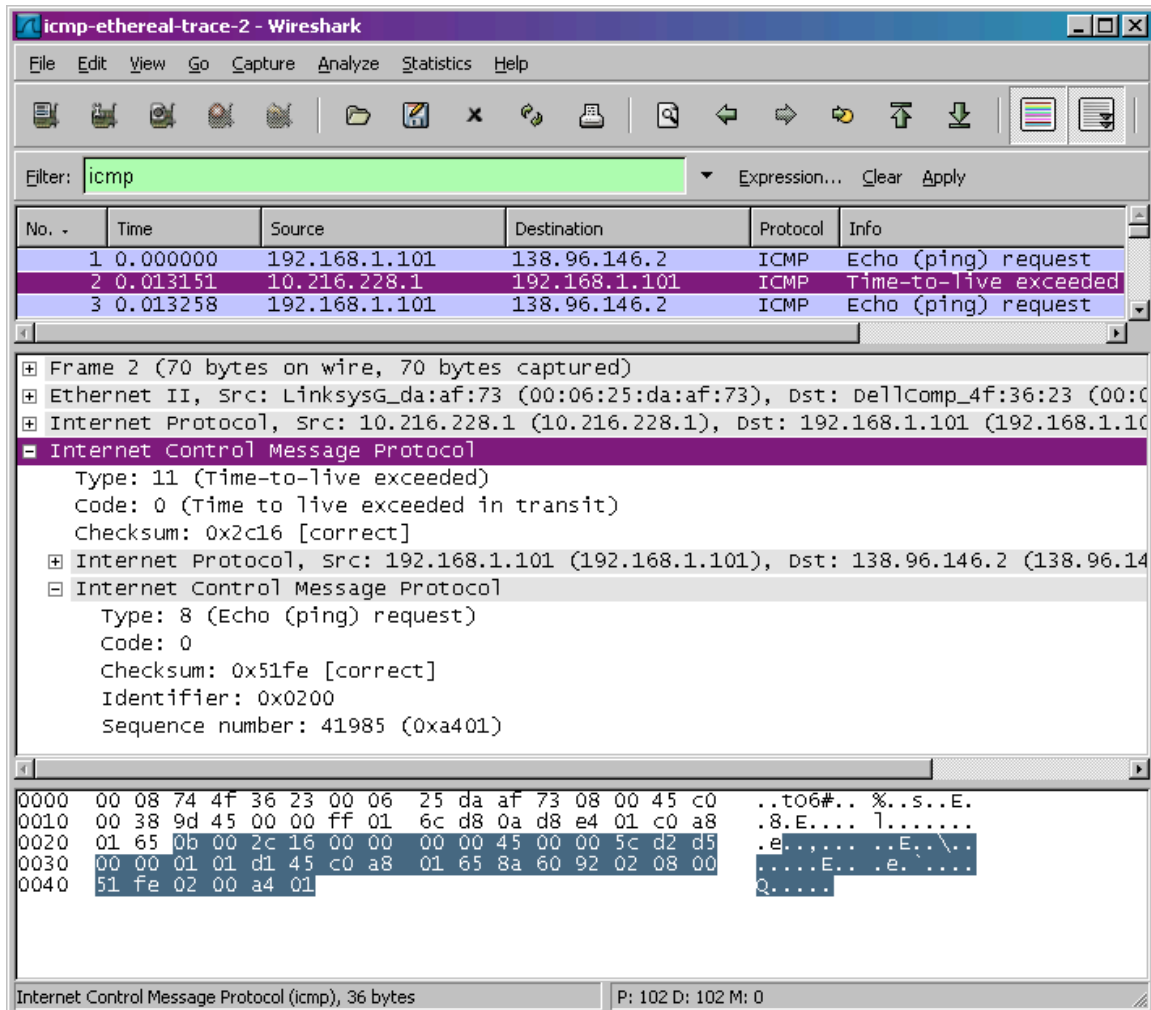 icmp-ethereal-trace-2 - Wireshark
File Edit View Go Capture Analyze Statistics Help
Filter: icmp Expression... Clear Apply
No. - Time Source Destination Protocol Info
1 0.000000 192.168.1.101 138.96.146.2 ICMP Echo (ping) request
2 0.013151 10.216.228.1 192.168.1.101 ICMP Time-to-live exceeded
3 0.013258 192.168.1.101 138.96.146.2 ICMP Echo (ping) request
Frame 2 (70 bytes on wire, 70 bytes captured)
Ethernet II, Src: LinksysG_da:af:73 (00:06:25:da:af:73), Dst: DellComp_4f:36:23 (00:0
Internet Protocol, Src: 10.216.228.1 (10.216.228.1), Dst: 192.168.1.101 (192.168.1.10
Internet Control Message Protocol
Type: 11 (Time-to-live exceeded)
Code: 0 (Time to live exceeded in transit)
Checksum: 0x2c16 [correct]
Internet Protocol, Src: 192.168.1.101 (192.168.1.101), Dst: 138.96.146.2 (138.96.14
Internet Control Message Protocol
Type: 8 (Echo (ping) request)
Code: 0
Checksum: 0x51fe [correct]
Identifier: 0x0200
Sequence number: 41985 (0xa401)
0000 00 08 74 4f 36 23 00 06 25 da af 73 08 00 45 c0 ..tO6#.. %..s..E.
0010 00 38 9d 45 00 00 ff 01 6c d8 0a d8 e4 01 c0 a8 .8.E.... l.......
0020 01 65 0b 00 2c 16 00 00 00 00 45 00 00 5c d2 d5 .e..,... ..E..\..
0030 00 00 01 01 d1 45 c0 a8 01 65 8a 60 92 02 08 00 .....E.. .e.`....
0040 51 fe 02 00 a4 01 Q.....
Internet Control Message Protocol (icmp), 36 bytes P: 102 D: 102 M: 0